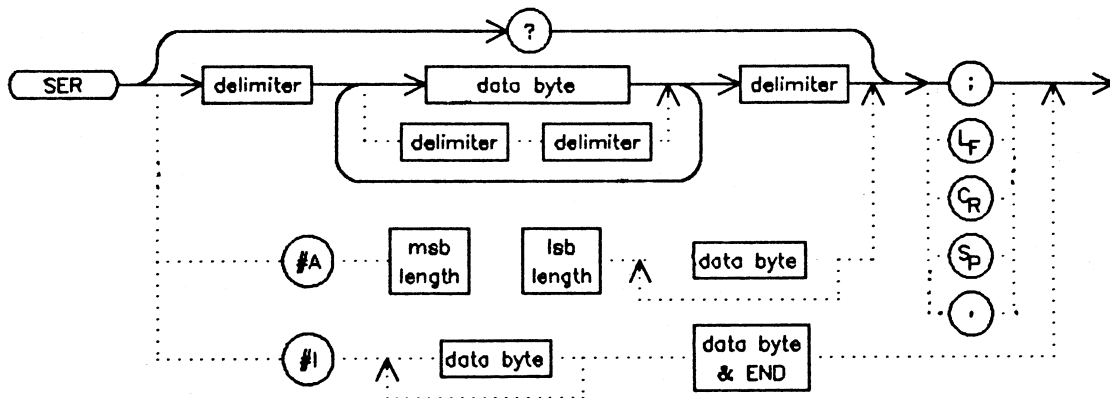 ?
SER
delimiter
data byte
delimiter
;
delimiter
delimiter
LF
CR
#A
msb
length
lsb
length
data byte
SP
,
#I
data byte
data byte
& END